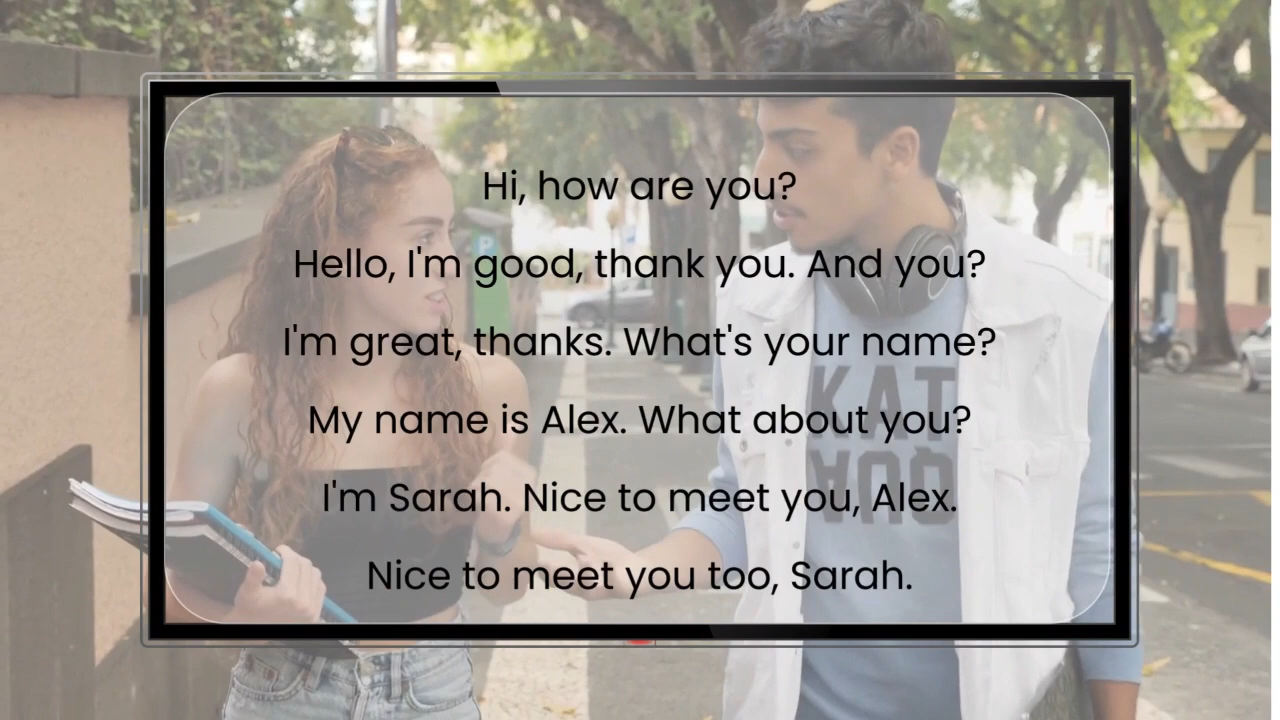 Hi, how are you?
Hello, I'm good, thank you. And you?
I'm great, thanks. What's your name?
My name is Alex. What about you?
I'm Sarah. Nice to meet you, Alex.
Nice to meet you too, Sarah.
P
KAT